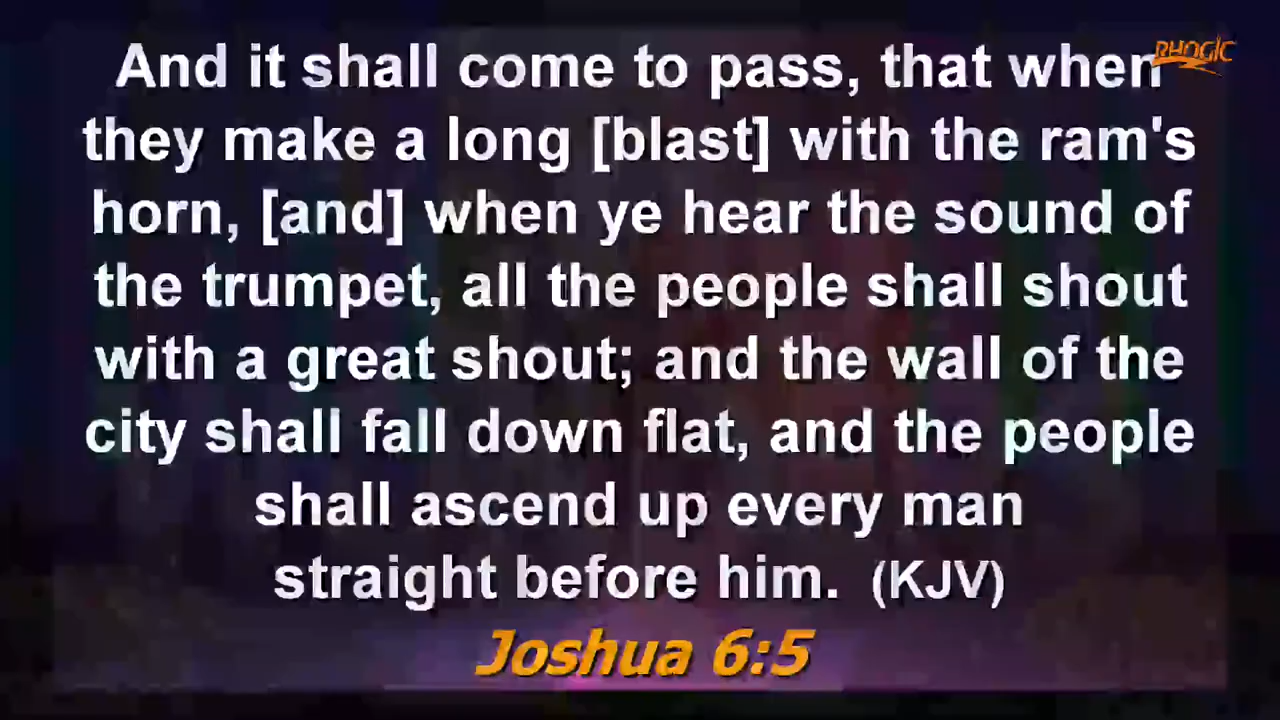 And it shall come to pass, that when
RHOGIC
they make a long [blast] with the ram's
horn, [and] when ye hear the sound of
the trumpet, all the people shall shout
with a great shout; and the wall of the
city shall fall down flat, and the people
shall ascend up every man
straight before him. (KJV)
Joshua 6:5